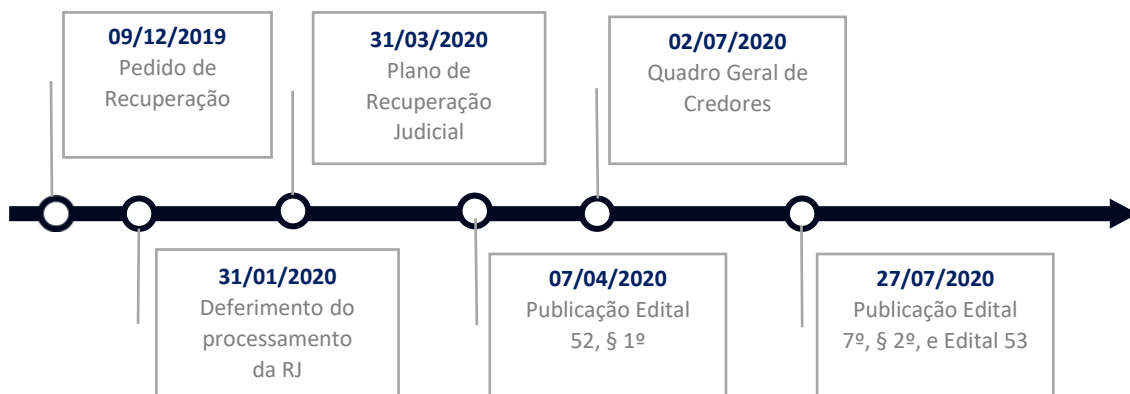 09/12/2019
Pedido de
Recuperação
31/03/2020
Plano de
Recuperação
Judicial
02/07/2020
Quadro Geral de
Credores
31/01/2020
Deferimento do
processamento
da RJ
07/04/2020
Publicação Edital
52, § 1º
27/07/2020
Publicação Edital
7º, § 2º, e Edital 53